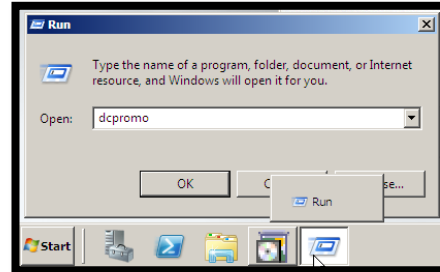 Run
Type the name of a program, folder, document, or Internet
resource, and Windows will open it for you.
Open: dcpromo
OK
Run
Start